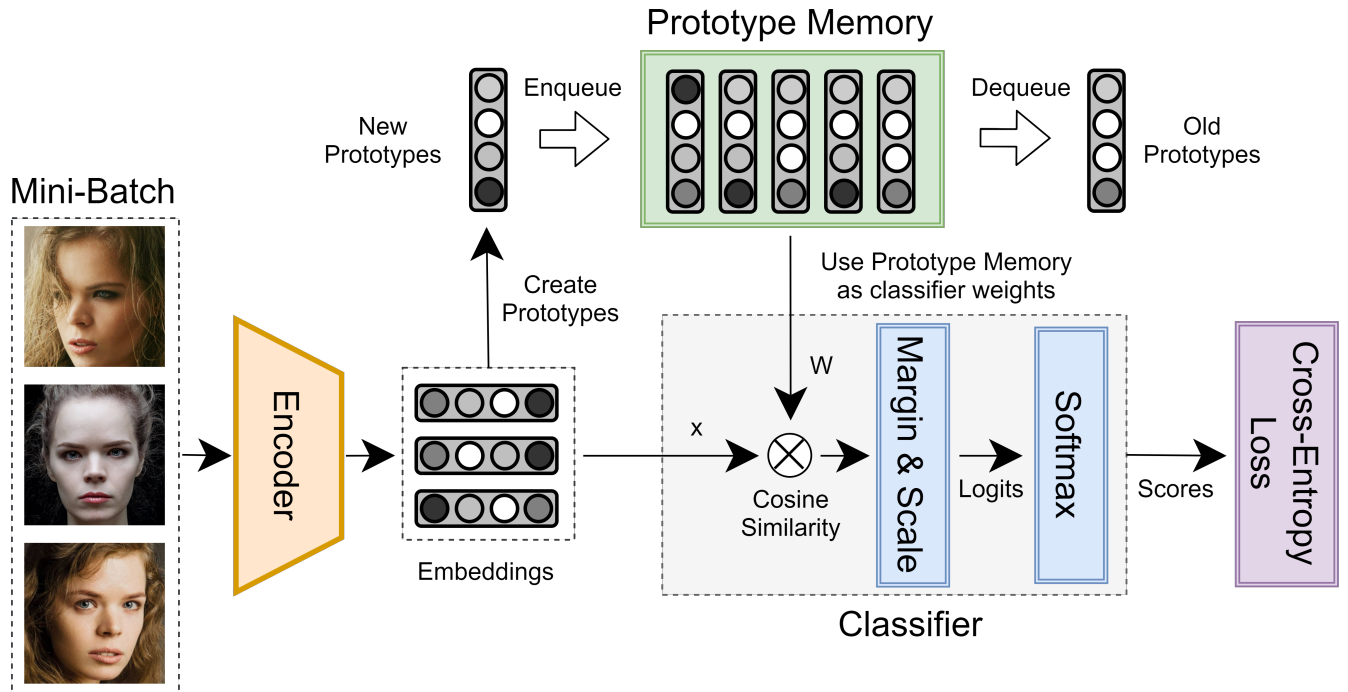 Prototype Memory
New
Prototypes
Enqueue
Dequeue
Old
Prototypes
Mini-Batch
Create
Prototypes
Use Prototype Memory
as classifier weights
Encoder
Embeddings
x
W
Cosine
Similarity
Margin & Scale
Logits
Softmax
Scores
Cross-Entropy
Loss
Classifier